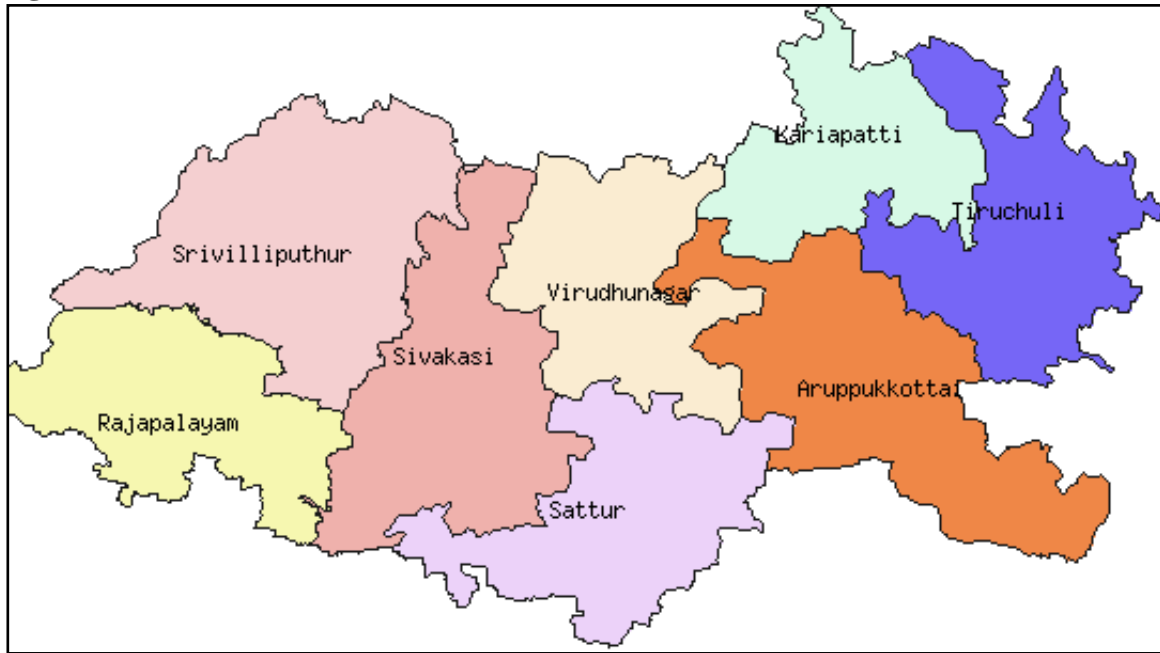 Kariapatti
Tiruchuli
Srivilliputhur
Virudhunagar
Sivakasi
Aruppukkottai
Rajapalayam
Sattur